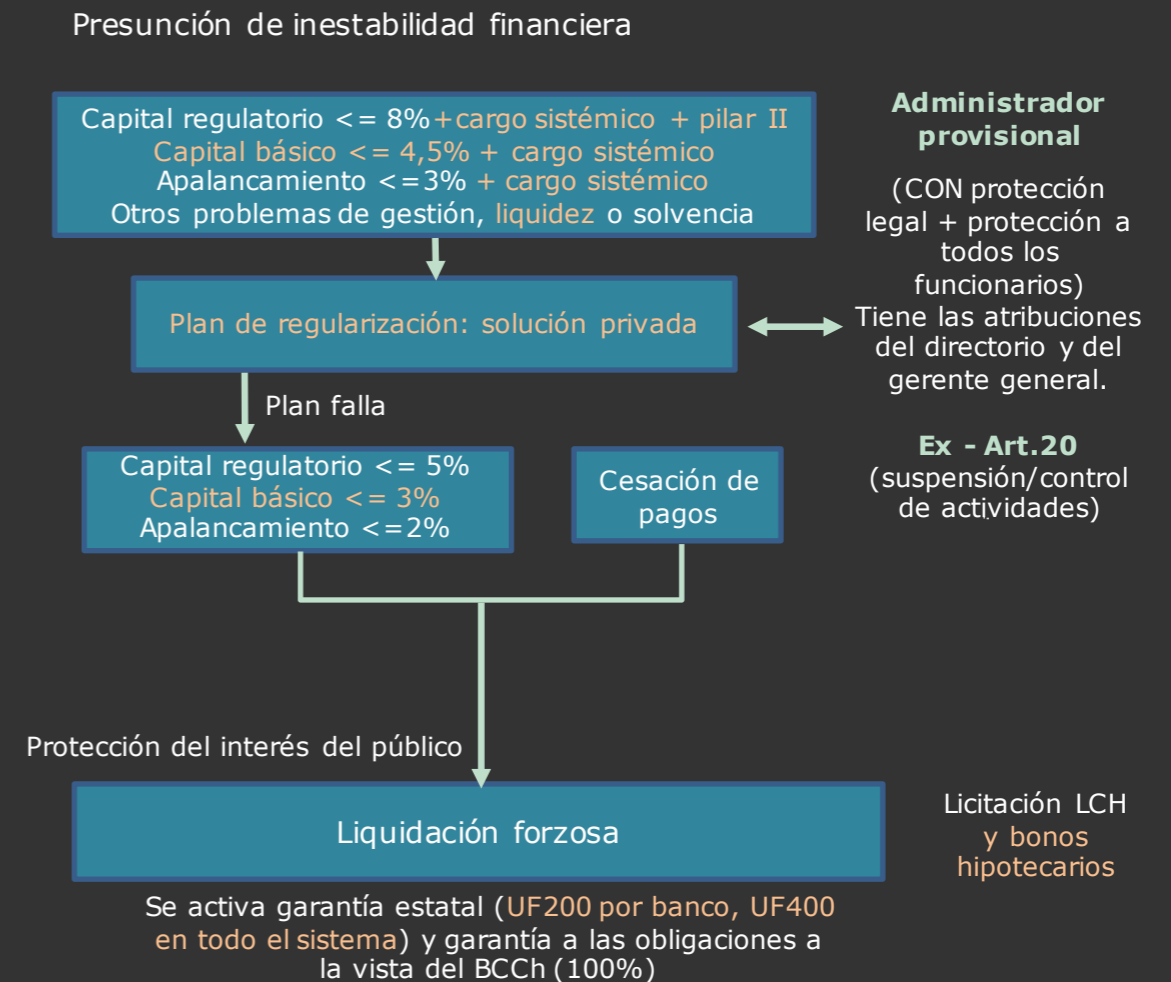 Presunción de inestabilidad financiera
Capital regulatorio <= 8%+cargo sistémico + pilar II
Capital básico <= 4,5% + cargo sistémico
Apalancamiento <=3% + cargo sistémico
Otros problemas de gestión, liquidez o solvencia
Administrador
provisional
(CON protección
legal + protección a
todos los
funcionarios)
Tiene las atribuciones
del directorio y del
gerente general.
Plan de regularización: solución privada
Plan falla
Ex - Art.20
(suspensión/control
de actividades)
Capital regulatorio <= 5%
Capital básico <= 3%
Apalancamiento <=2%
Cesación de
pagos
Protección del interés del público
Liquidación forzosa
Licitación LCH
y bonos
hipotecarios
Se activa garantía estatal (UF200 por banco, UF400
en todo el sistema) y garantía a las obligaciones a
la vista del BCCh (100%)